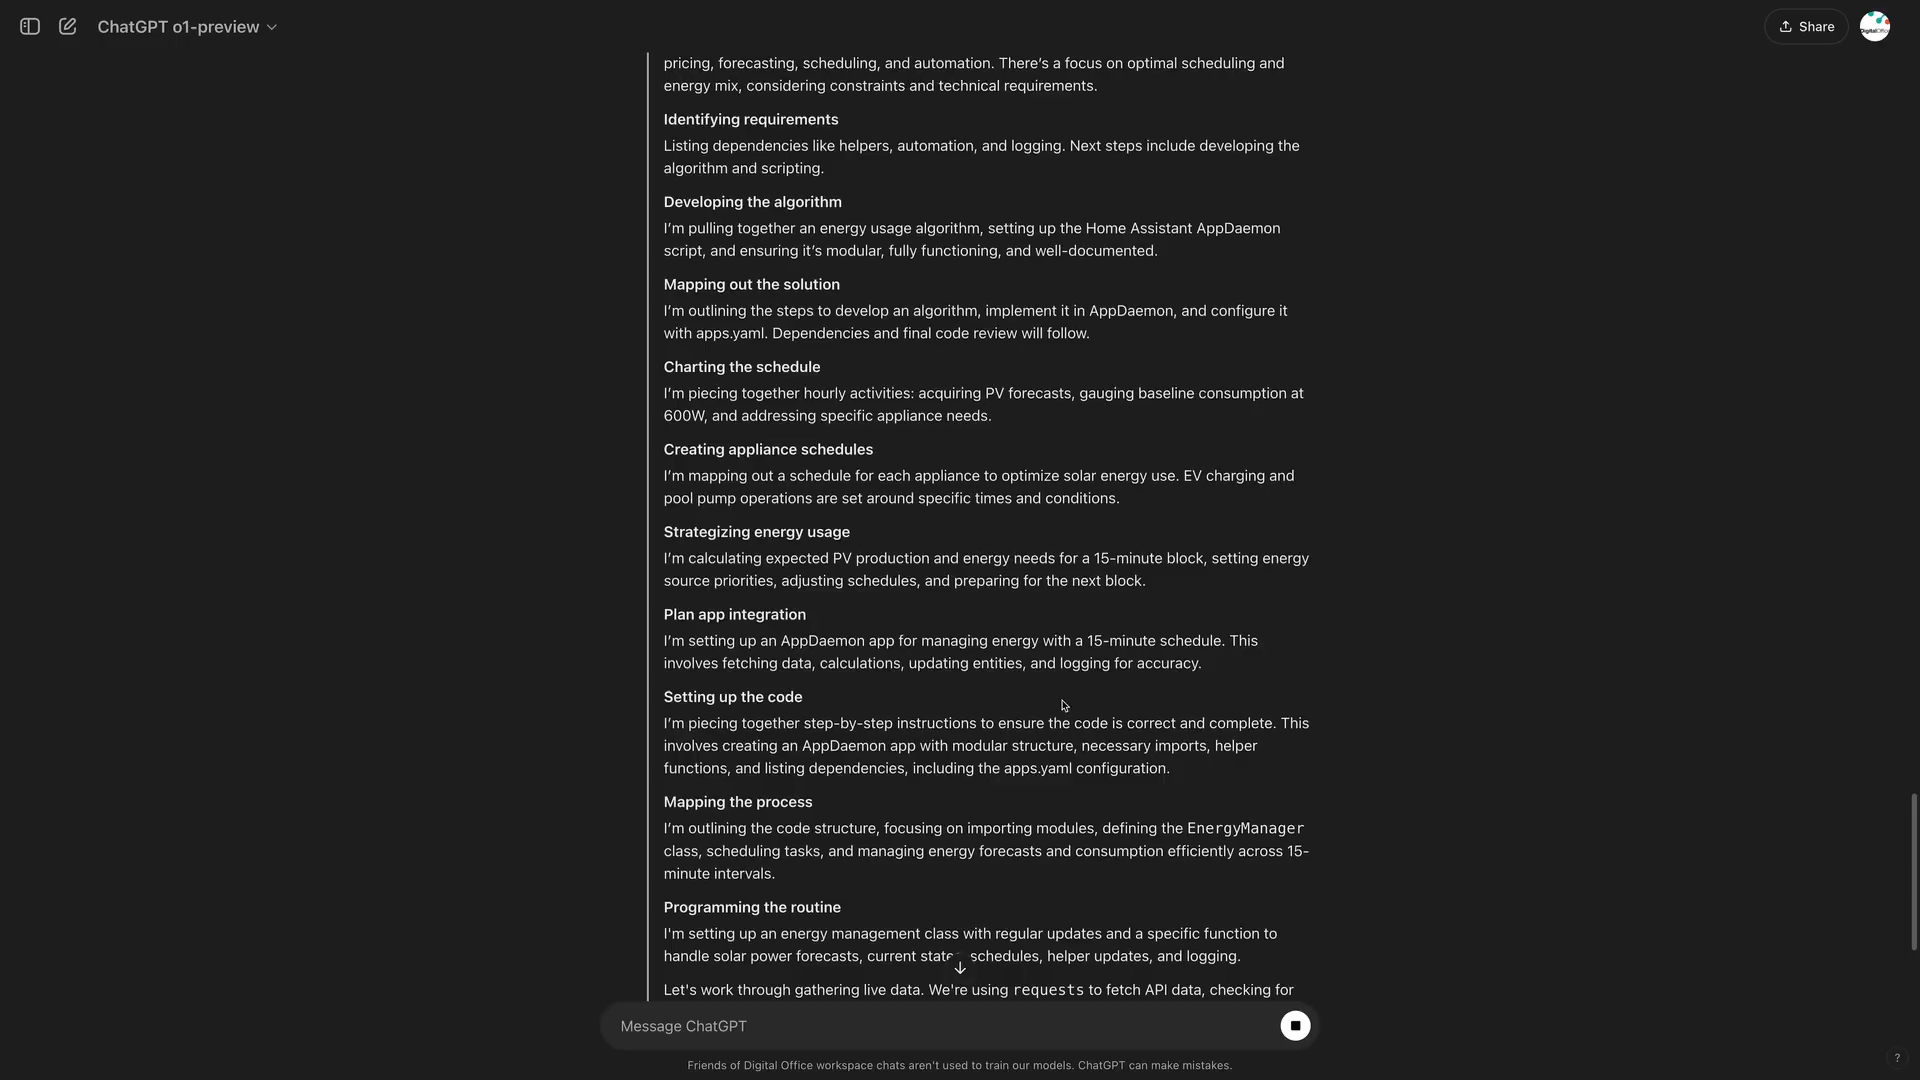 ChatGPT o1-preview
Share
DigitalOffice
pricing, forecasting, scheduling, and automation. There’s a focus on optimal scheduling and
energy mix, considering constraints and technical requirements.
Identifying requirements
Listing dependencies like helpers, automation, and logging. Next steps include developing the
algorithm and scripting.
Developing the algorithm
I’m pulling together an energy usage algorithm, setting up the Home Assistant AppDaemon
script, and ensuring it’s modular, fully functioning, and well-documented.
Mapping out the solution
I’m outlining the steps to develop an algorithm, implement it in AppDaemon, and configure it
with apps.yaml. Dependencies and final code review will follow.
Charting the schedule
I’m piecing together hourly activities: acquiring PV forecasts, gauging baseline consumption at
600W, and addressing specific appliance needs.
Creating appliance schedules
I’m mapping out a schedule for each appliance to optimize solar energy use. EV charging and
pool pump operations are set around specific times and conditions.
Strategizing energy usage
I’m calculating expected PV production and energy needs for a 15-minute block, setting energy
source priorities, adjusting schedules, and preparing for the next block.
Plan app integration
I’m setting up an AppDaemon app for managing energy with a 15-minute schedule. This
involves fetching data, calculations, updating entities, and logging for accuracy.
Setting up the code
I’m piecing together step-by-step instructions to ensure the code is correct and complete. This
involves creating an AppDaemon app with modular structure, necessary imports, helper
functions, and listing dependencies, including the apps.yaml configuration.
Mapping the process
I’m outlining the code structure, focusing on importing modules, defining the EnergyManager
class, scheduling tasks, and managing energy forecasts and consumption efficiently across 15-
minute intervals.
Programming the routine
I'm setting up an energy management class with regular updates and a specific function to
handle solar power forecasts, current state schedules, helper updates, and logging.
Let's work through gathering live data. We're using requests to fetch API data, checking for
Message ChatGPT
Friends of Digital Office workspace chats aren't used to train our models. ChatGPT can make mistakes.
?